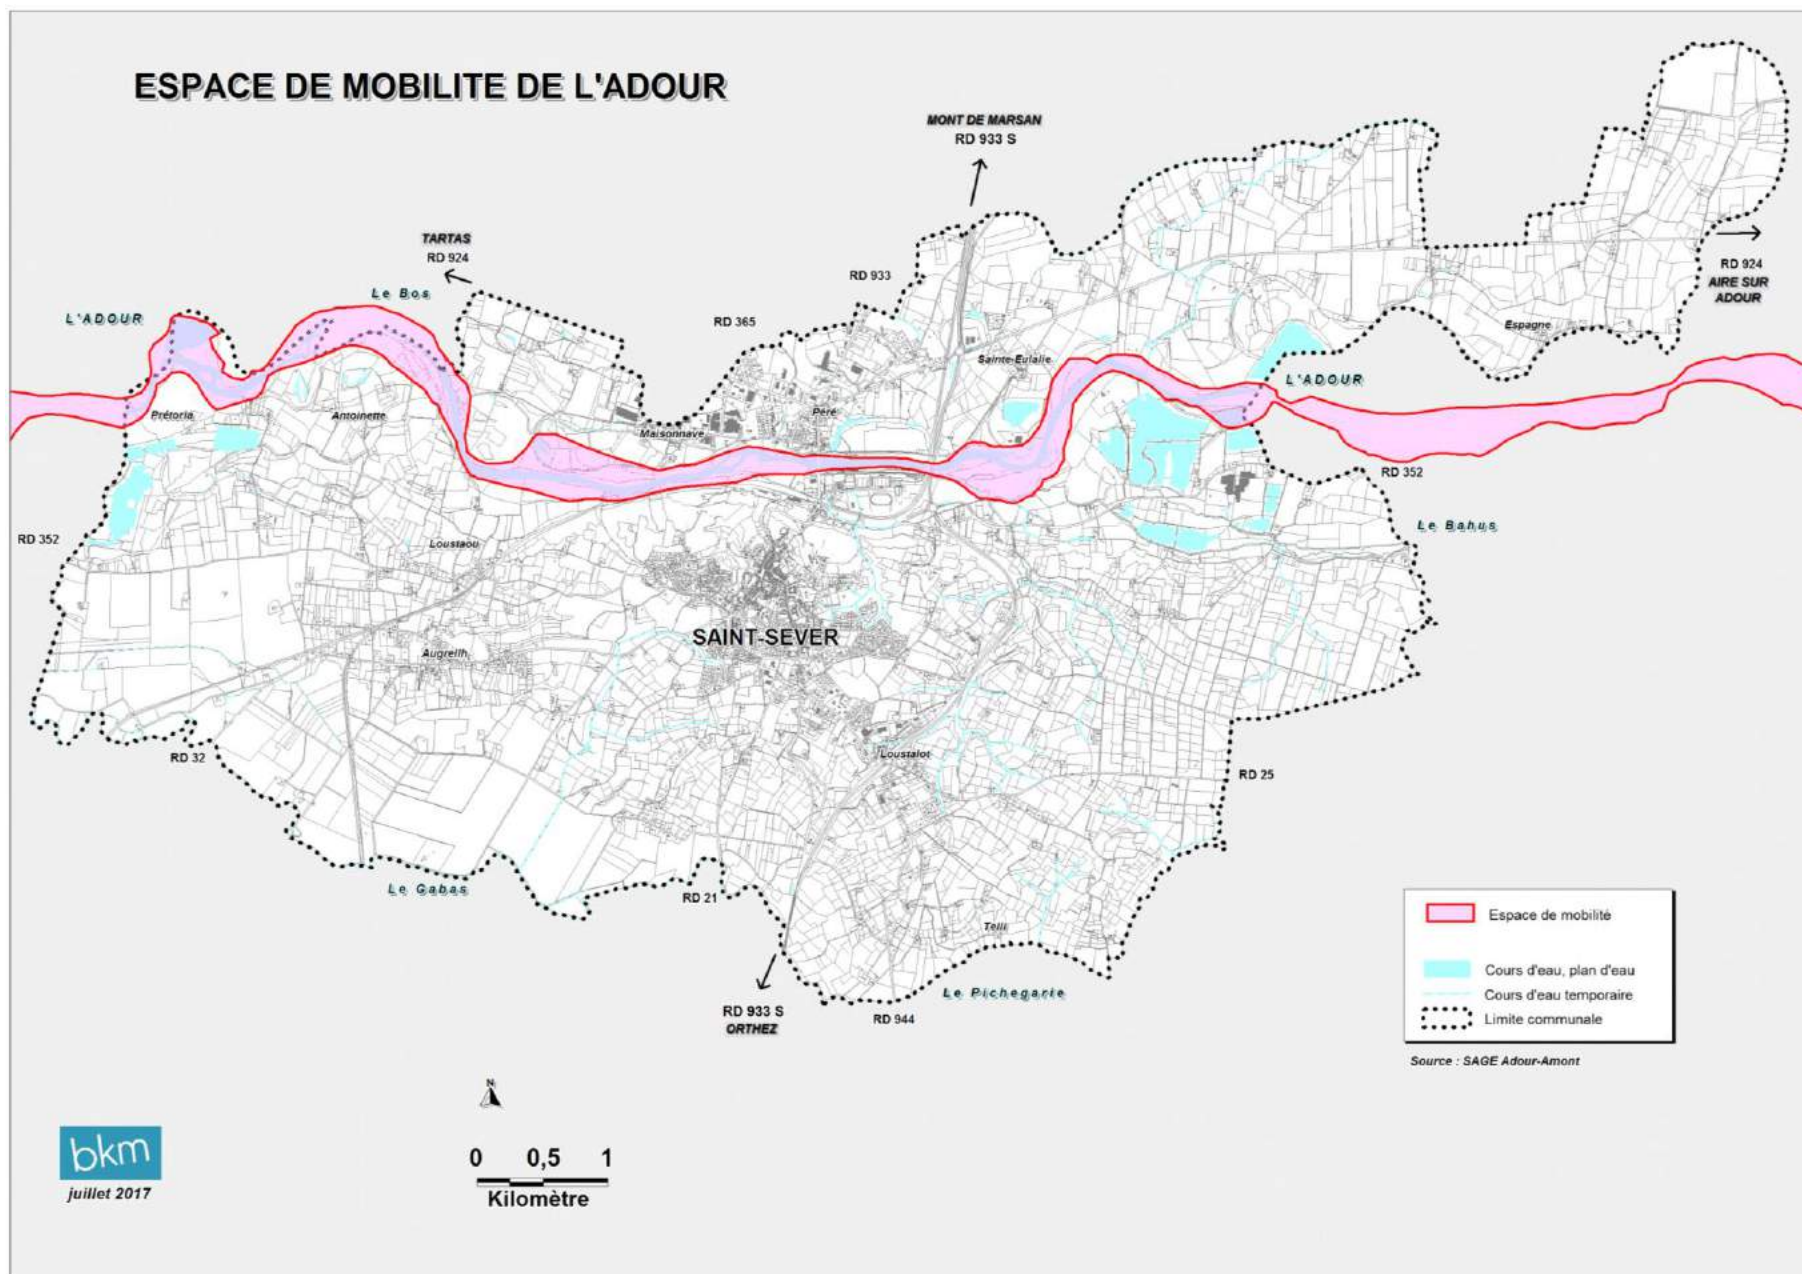 ESPACE DE MOBILITE DE L'ADOUR
MONT DE MARSAN
RD 933 S
TARTAS
RD 924
RD 933
RD 924
AIRE SUR
ADOUR
Le Bos
L'ADOUR
RD 365
Espagne
Sainte-Eulalie
L'ADOUR
Prétoria
Antoinette
Péré
Maisonnave
RD 352
Le Bahus
RD 352
Loustaou
SAINT-SEVER
Augreilh
RD 32
Loustalot
RD 25
Le Gabas
RD 21
Telli
Le Pichegarie
RD 933 S
ORTHEZ
RD 944
Espace de mobilité
Cours d'eau, plan d'eau
Cours d'eau temporaire
Limite communale
Source : SAGE Adour-Amont
N
bkm
juillet 2017
0 0,5 1
Kilomètre